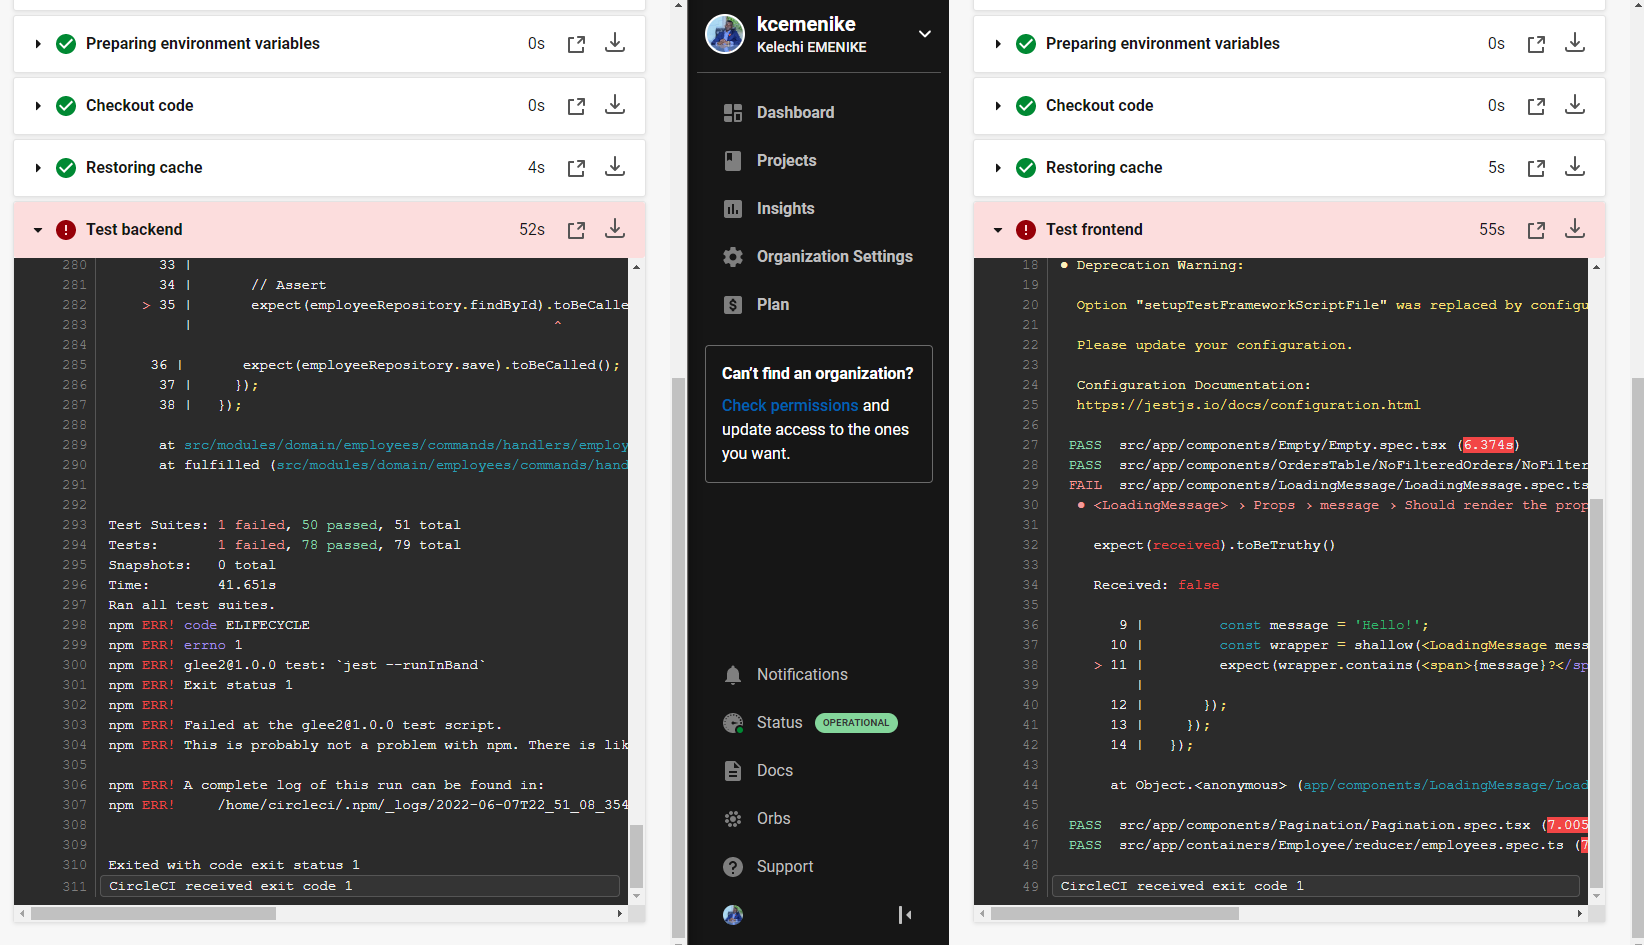 Preparing environment variables 0s
Checkout code 0s
Restoring cache 4s
Test backend 52s
280 33 |
281 34 | // Assert
282 > 35 | expect(employeeRepository.findById).toBeCalle
283 | ^
284
285 36 | expect(employeeRepository.save).toBeCalled();
286 37 | });
287 38 | });
288
289 at src/modules/domain/employees/commands/handlers/employ
290 at fulfilled (src/modules/domain/employees/commands/hand
291
292
293 Test Suites: 1 failed, 50 passed, 51 total
294 Tests: 1 failed, 78 passed, 79 total
295 Snapshots: 0 total
296 Time: 41.651s
297 Ran all test suites.
298 npm ERR! code ELIFECYCLE
299 npm ERR! errno 1
300 npm ERR! glee2@1.0.0 test: `jest --runInBand`
301 npm ERR! Exit status 1
302 npm ERR!
303 npm ERR! Failed at the glee2@1.0.0 test script.
304 npm ERR! This is probably not a problem with npm. There is lik
305
306 npm ERR! A complete log of this run can be found in:
307 npm ERR! /home/circleci/.npm/_logs/2022-06-07T22_51_08_354
308
309
310 Exited with code exit status 1
311 CircleCI received exit code 1
kcemenike
Kelechi EMENIKE
Dashboard
Projects
Insights
Organization Settings
Plan
Can't find an organization?
Check permissions and
update access to the ones
you want.
Notifications
Status OPERATIONAL
Docs
Orbs
Support
Preparing environment variables 0s
Checkout code 0s
Restoring cache 5s
Test frontend 55s
18 ● Deprecation Warning:
19
20 Option "setupTestFrameworkScriptFile" was replaced by configu
21
22 Please update your configuration.
23
24 Configuration Documentation:
25 https://jestjs.io/docs/configuration.html
26
27 PASS src/app/components/Empty/Empty.spec.tsx (6.374s)
28 PASS src/app/components/OrdersTable/NoFilteredOrders/NoFilter
29 FAIL src/app/components/LoadingMessage/LoadingMessage.spec.ts
30 ● <LoadingMessage> › Props › message › Should render the prop
31
32 expect(received).toBeTruthy()
33
34 Received: false
35
36 9 | const message = 'Hello!';
37 10 | const wrapper = shallow(<LoadingMessage mess
38 > 11 | expect(wrapper.contains(<span>{message}?</sp
39 |
40 12 | });
41 13 | });
42 14 | });
43
44 at Object.<anonymous> (app/components/LoadingMessage/Load
45
46 PASS src/app/components/Pagination/Pagination.spec.tsx (7.005
47 PASS src/app/containers/Employee/reducer/employees.spec.ts (7
48
49 CircleCI received exit code 1